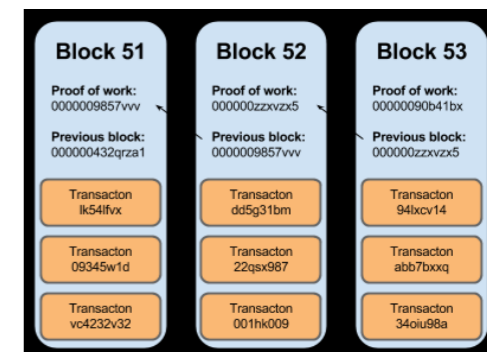 Block 51
Proof of work:
0000009857vvv
Previous block:
000000432qrza1
Transacton
lk54lfvx
Transacton
09345w1d
Transacton
vc4232v32
Block 52
Proof of work:
000000zzxvzx5
Previous block:
0000009857vvv
Transacton
dd5g31bm
Transacton
22qsx987
Transacton
001hk009
Block 53
Proof of work:
00000090b41bx
Previous block:
000000zzxvzx5
Transacton
94lxcv14
Transacton
abb7bxxq
Transacton
34oiu98a